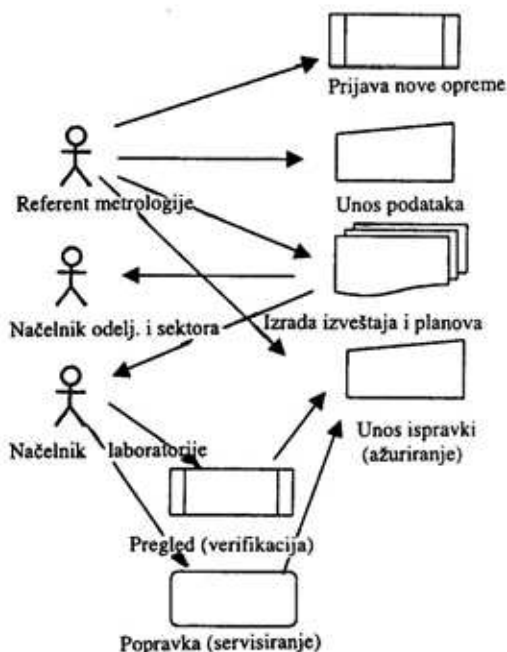 Prijava nove opreme
Referent metrologije
Unos podataka
Načelnik odelj. i sektora
Izrada izveštaja i planova
Načelnik laboratorije
Unos ispravki
(ažuriranje)
Pregled (verifikacija)
Popravka (servisiranje)